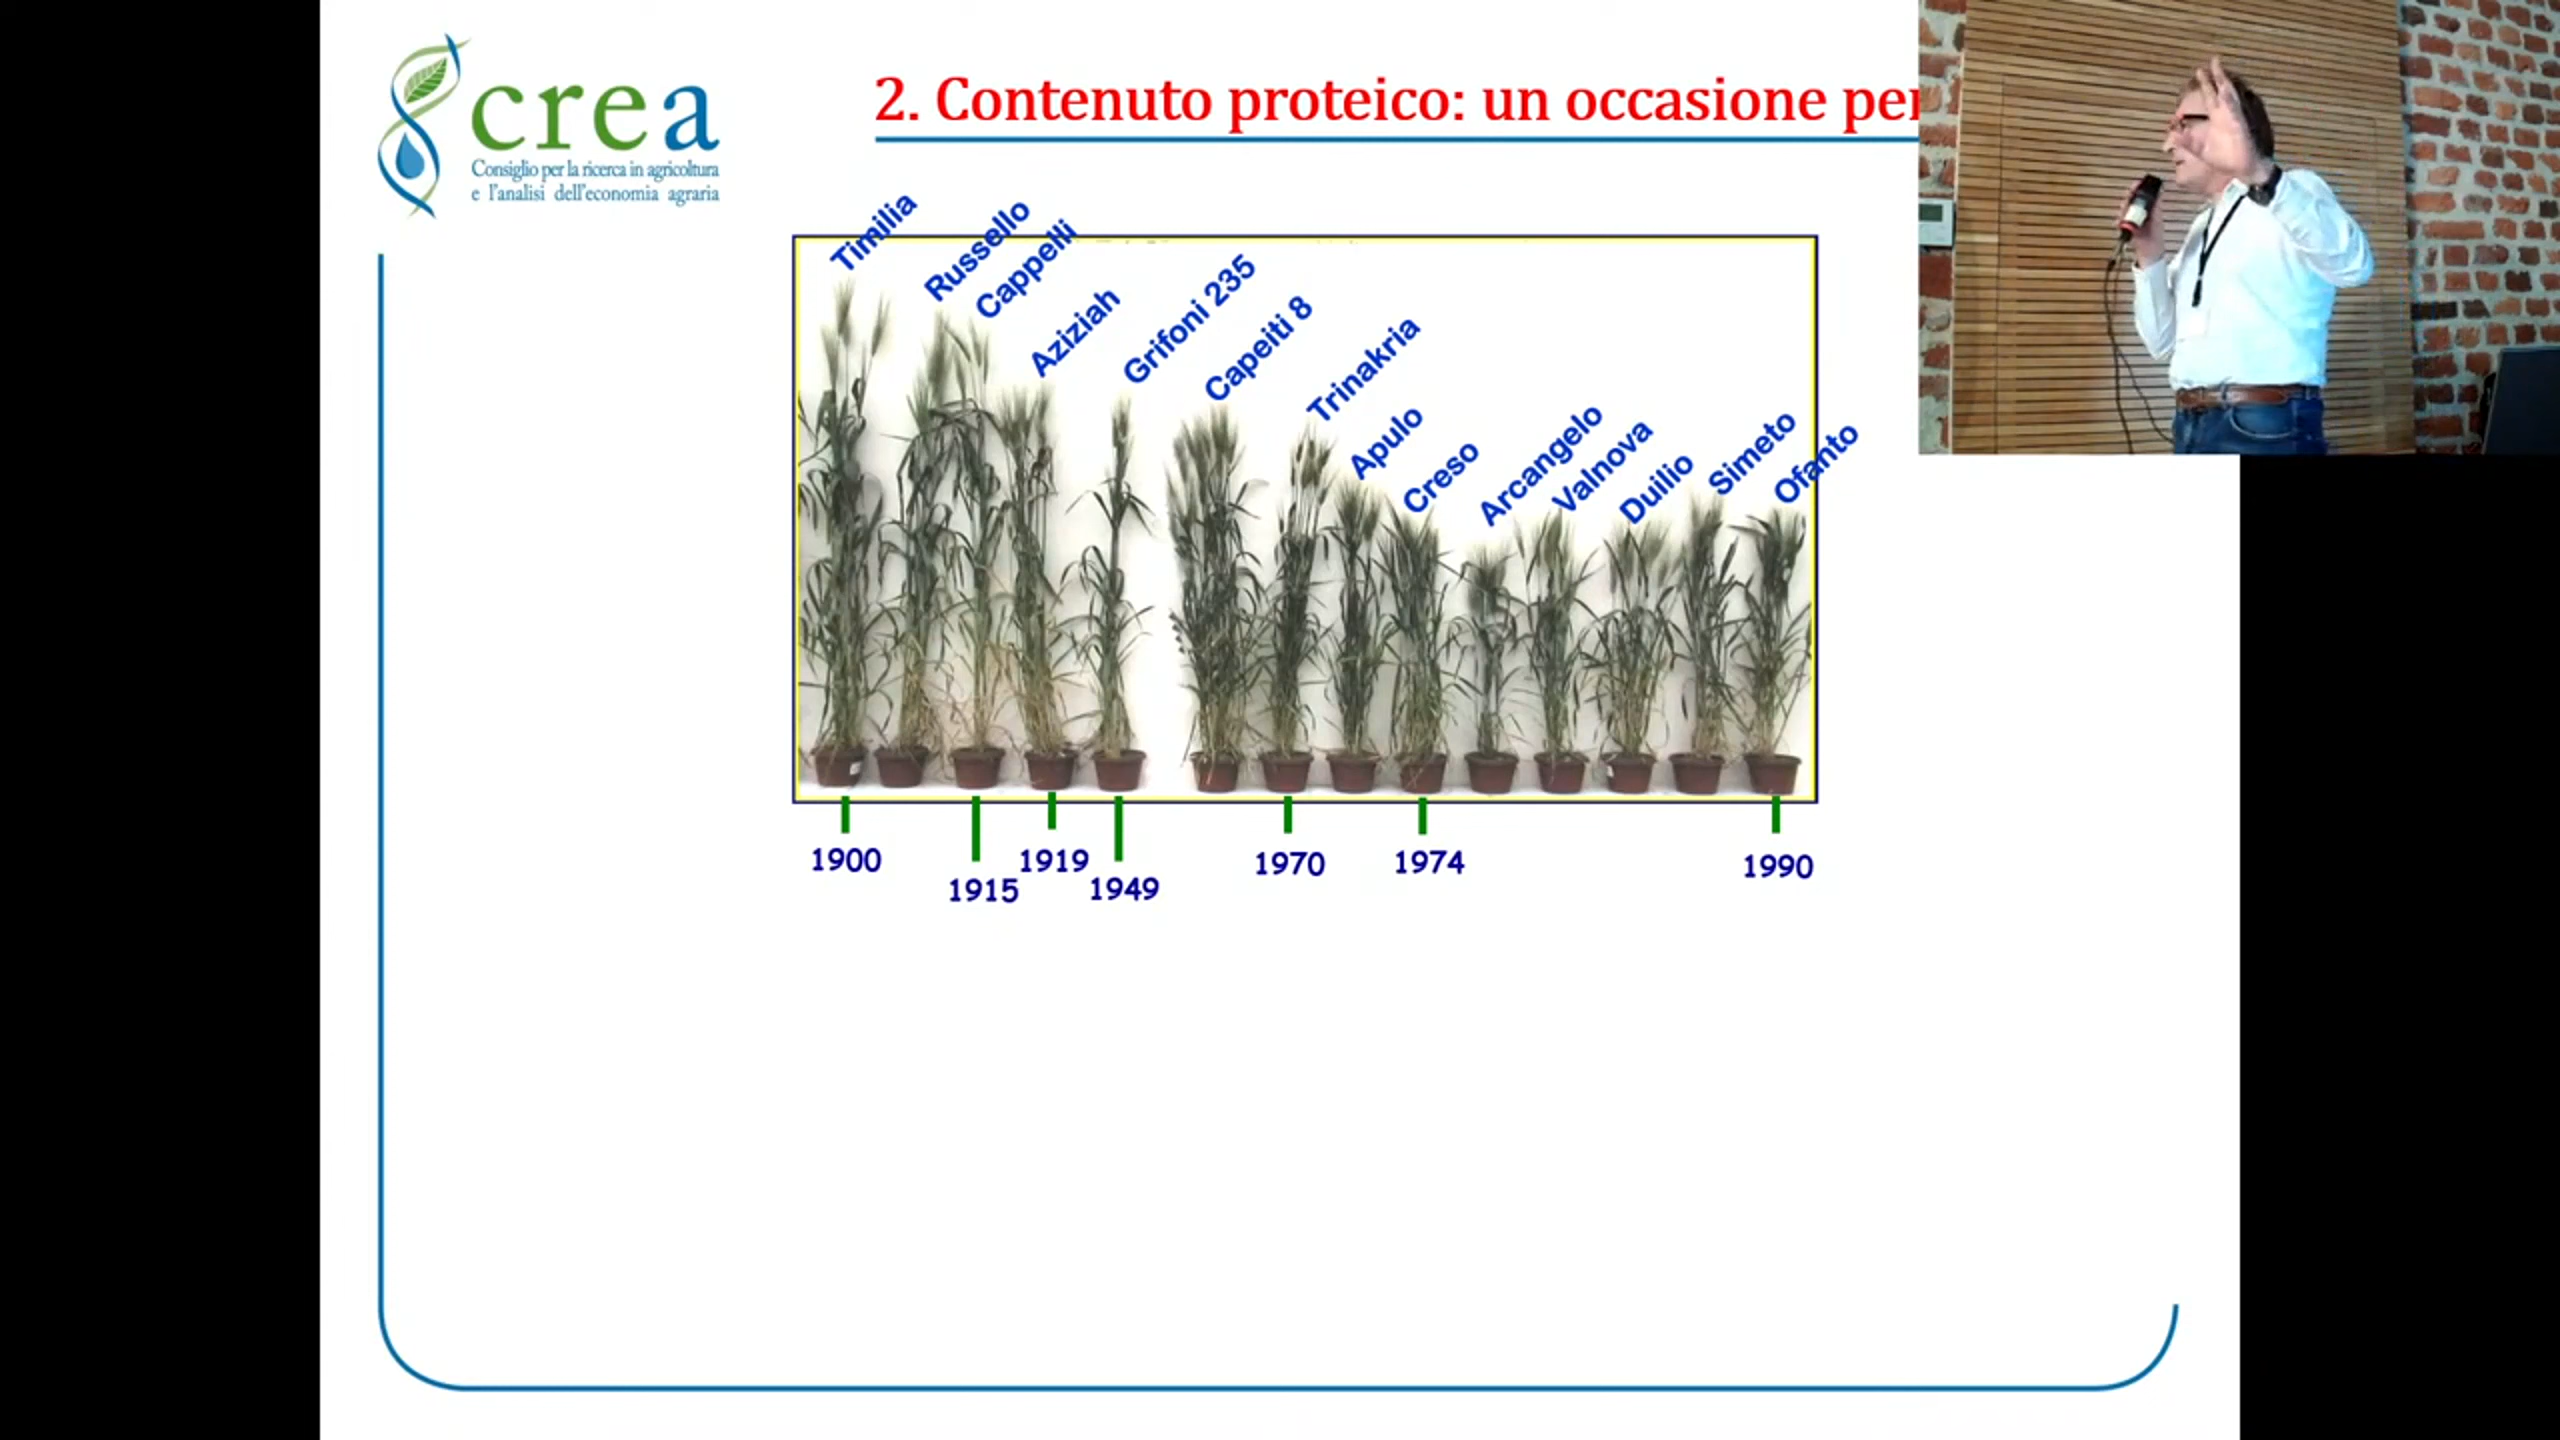 crea
Consiglio per la ricerca in agricoltura
e l'analisi dell'economia agraria
2. Contenuto proteico: un occasione per
Timilia
Russello
Cappelli
Aziziah
Grifoni 235
Capeiti 8
Trinakria
Apulo
Creso
Arcangelo
Valnova
Duilio
Simeto
Ofanto
1900
1915
1919
1949
1970
1974
1990